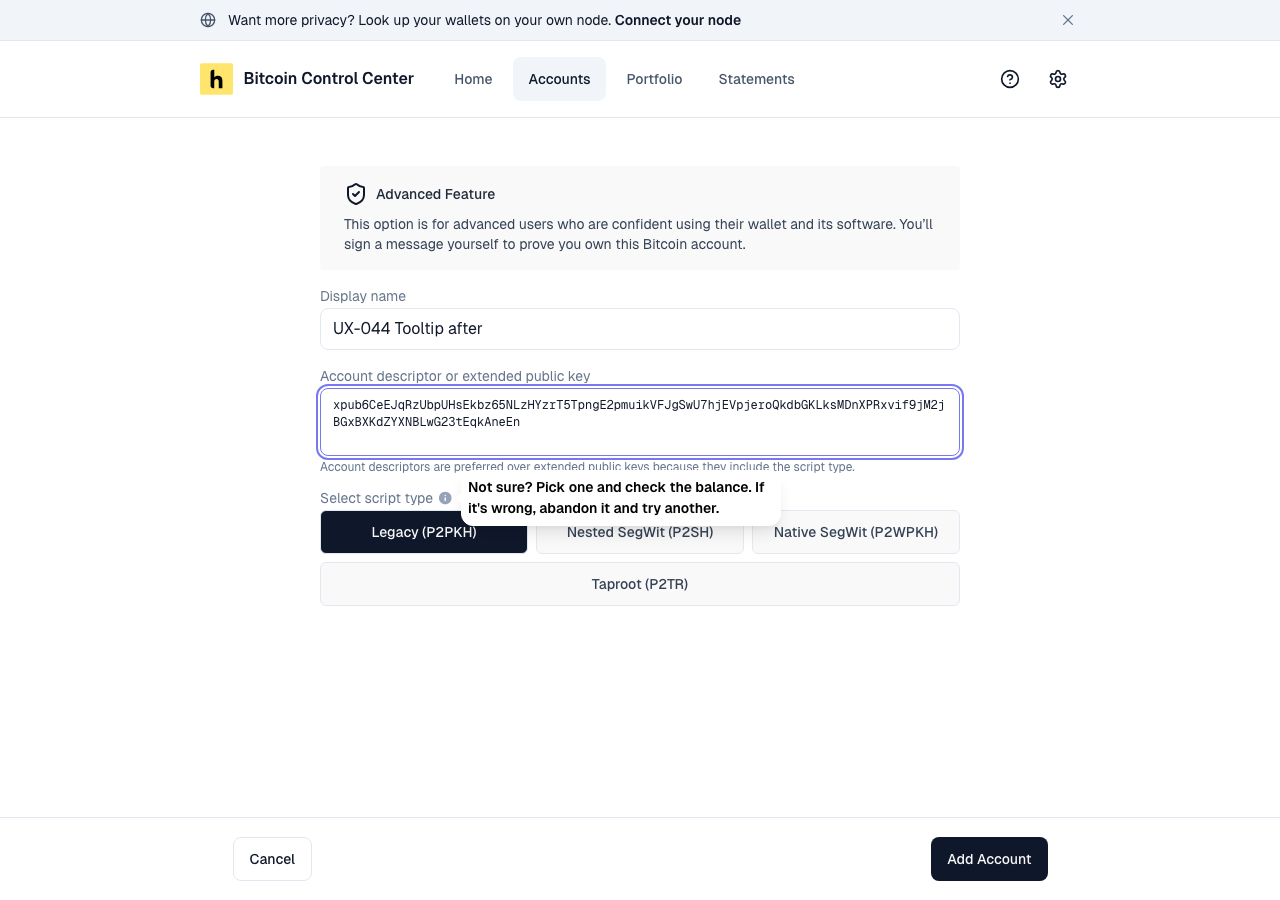 Want more privacy? Look up your wallets on your own node. Connect your node
h Bitcoin Control Center Home Accounts Portfolio Statements
Advanced Feature
This option is for advanced users who are confident using their wallet and its software. You’ll
sign a message yourself to prove you own this Bitcoin account.
Display name
UX-044 Tooltip after
Account descriptor or extended public key
xpub6CeEJqRzUbpUHsEkbz65NLzHYzrT5TpngE2pmuikVFJgSwU7hjEVpjeroQkdbGKLksMDnXPRxvif9jM2j
BGxBXKdZYXNBLwG23tEqkAneEn
Account descriptors are preferred over extended public keys because they include the script type.
Select script type
Not sure? Pick one and check the balance. If
it's wrong, abandon it and try another.
Legacy (P2PKH) Nested SegWit (P2SH) Native SegWit (P2WPKH)
Taproot (P2TR)
Cancel Add Account